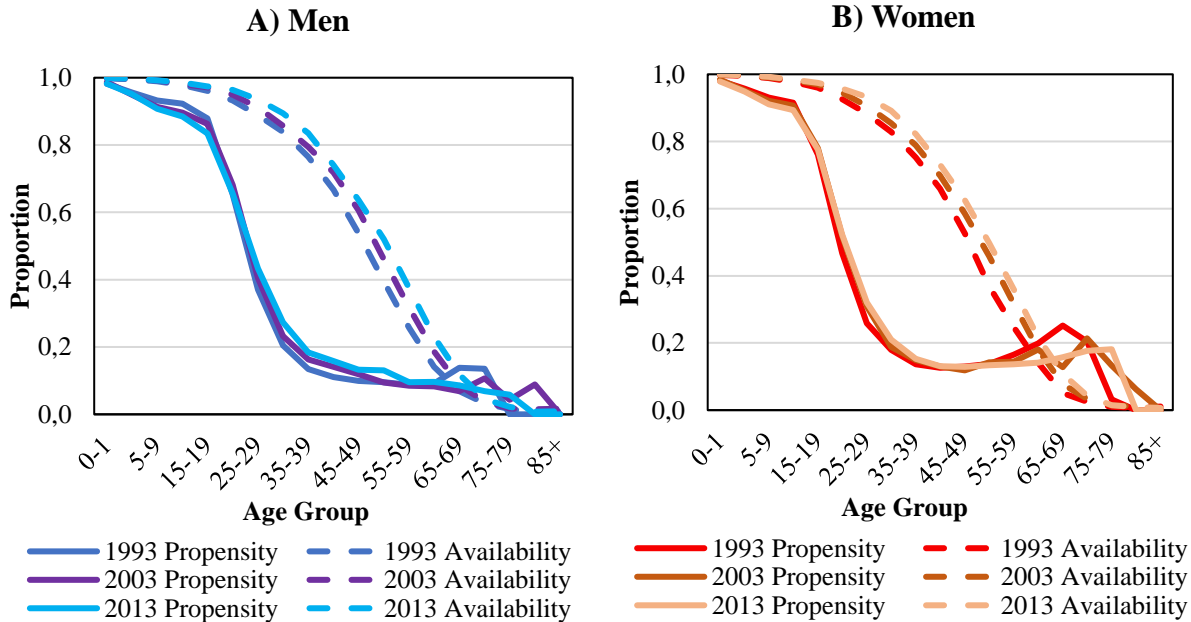 A) Men
1,0
0,8
0,6
0,4
0,2
0,0
Proportion
0-1
5-9
15-19
25-29
35-39
45-49
55-59
65-69
75-79
85+
Age Group
1993 Propensity 1993 Availability
2003 Propensity 2003 Availability
2013 Propensity 2013 Availability
B) Women
1,0
0,8
0,6
0,4
0,2
0,0
Proportion
0-1
5-9
15-19
25-29
35-39
45-49
55-59
65-69
75-79
85+
Age Group
1993 Propensity 1993 Availability
2003 Propensity 2003 Availability
2013 Propensity 2013 Availability